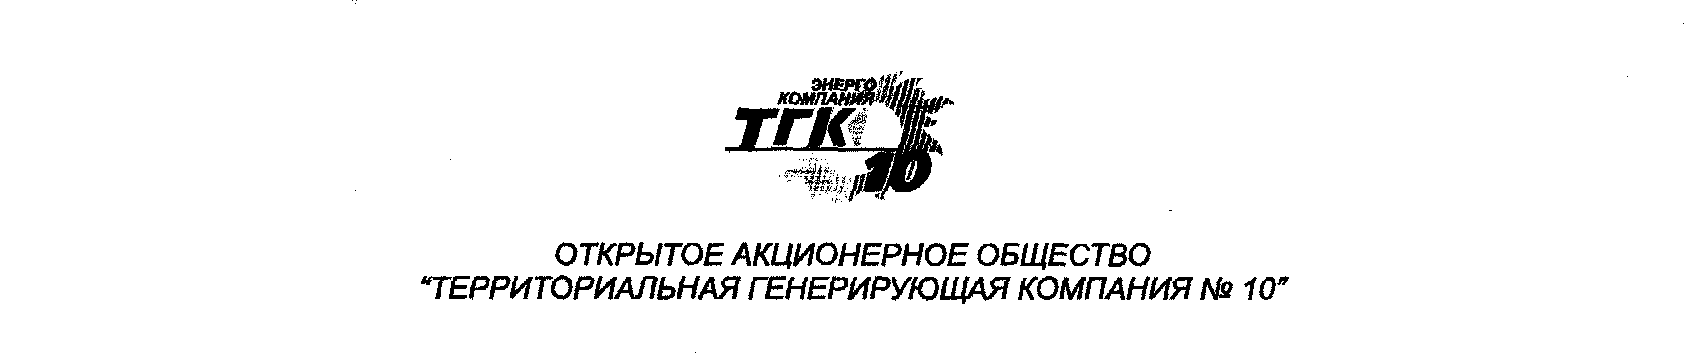 ЭНЕРГО
КОМПАНИЯ
ТГК
10
ОТКРЫТОЕ АКЦИОНЕРНОЕ ОБЩЕСТВО
“ТЕРРИТОРИАЛЬНАЯ ГЕНЕРИРУЮЩАЯ КОМПАНИЯ № 10”